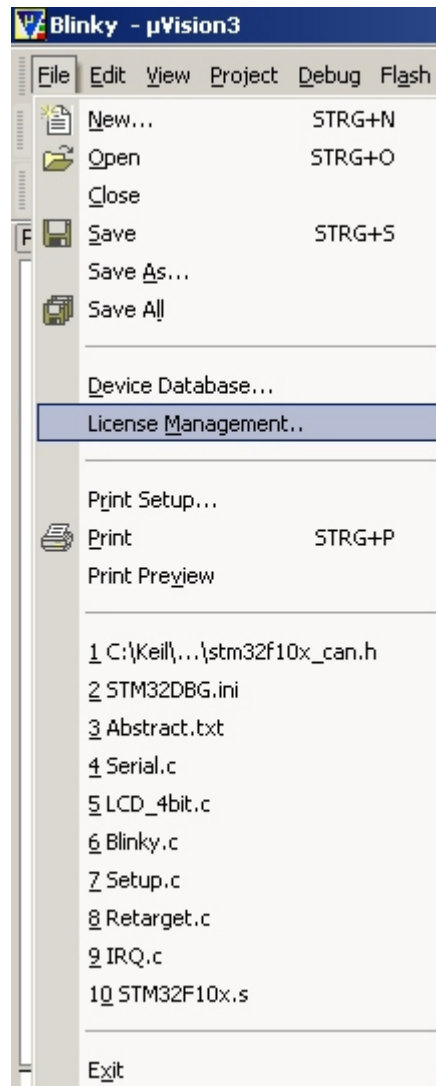 Blinky - µVision3
File Edit View Project Debug Flash
New... STRG+N
Open STRG+O
Close
Save STRG+S
Save As...
Save All
Device Database...
License Management..
Print Setup...
Print STRG+P
Print Preview
1 C:\Keil\...\stm32f10x_can.h
2 STM32DBG.ini
3 Abstract.txt
4 Serial.c
5 LCD_4bit.c
6 Blinky.c
7 Setup.c
8 Retarget.c
9 IRQ.c
10 STM32F10x.s
Exit